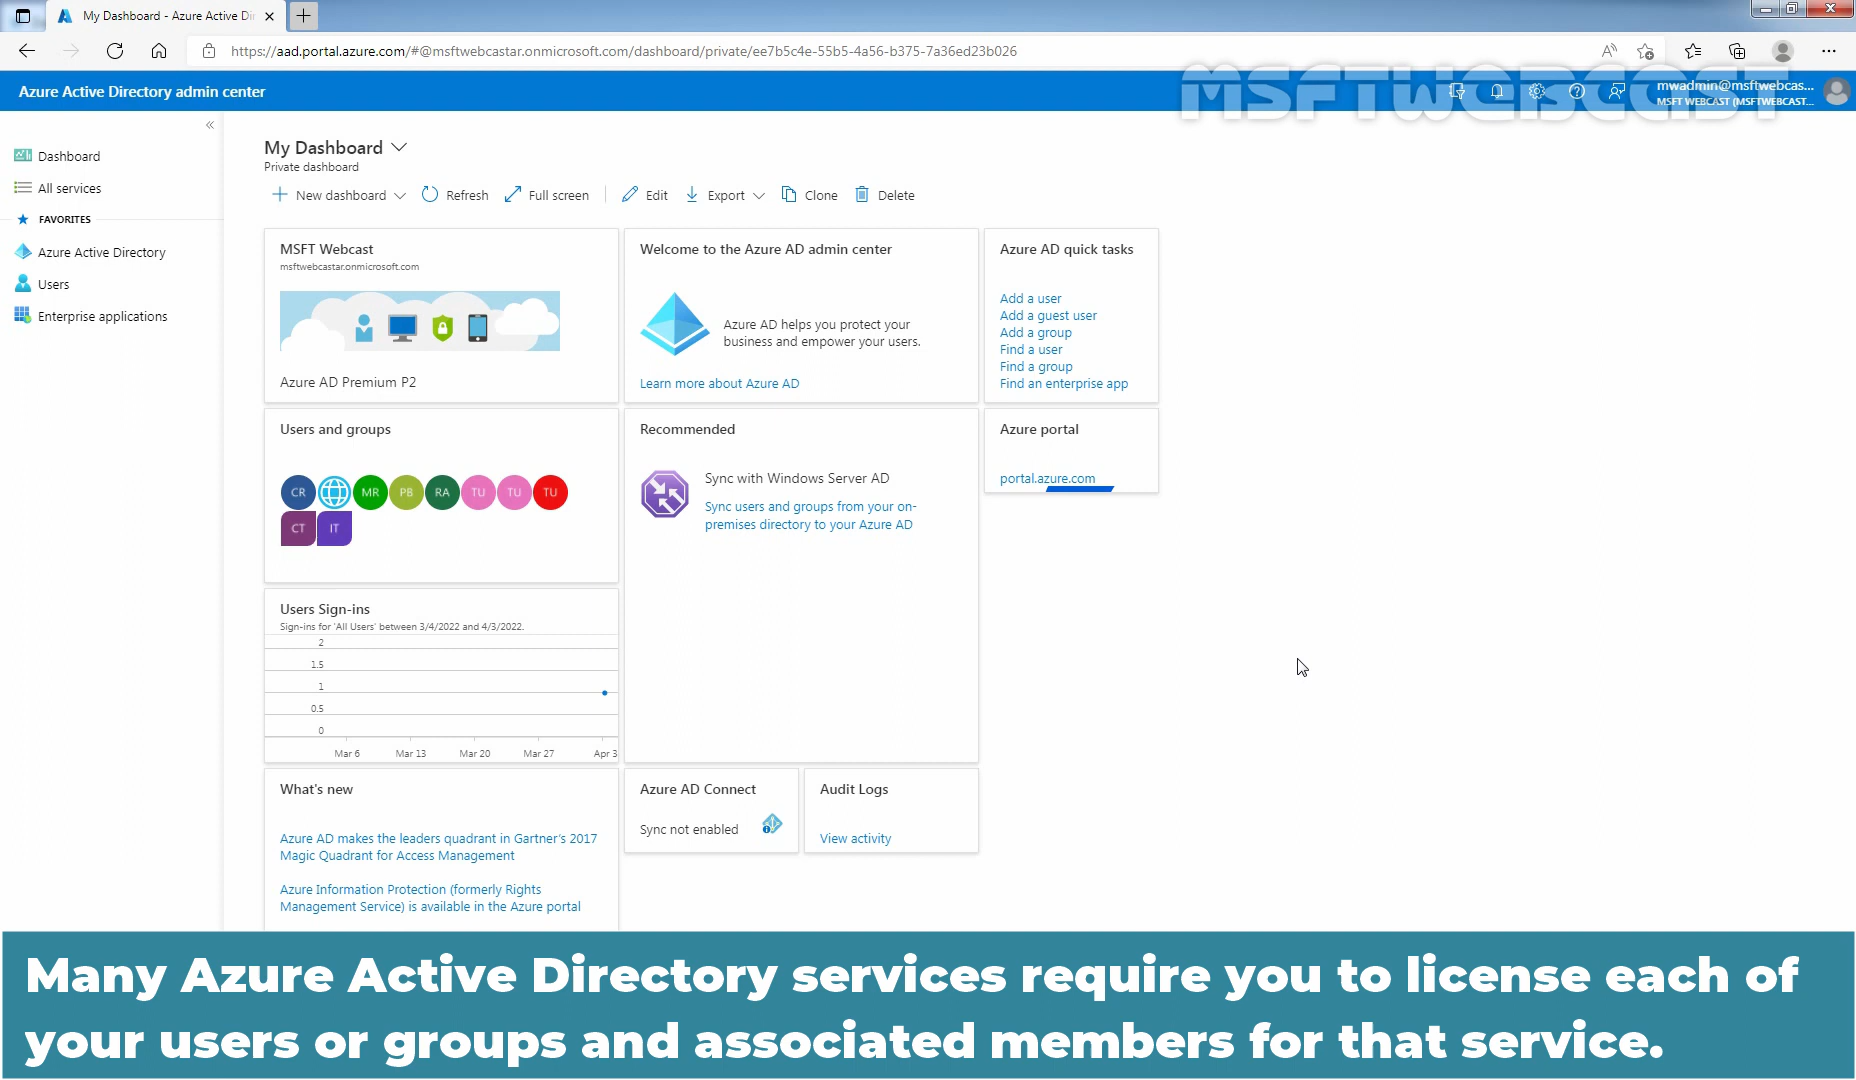 My Dashboard - Azure Active Di
https://aad.portal.azure.com/#@msftwebcastar.onmicrosoft.com/dashboard/private/ee7b5c4e-55b5-4a56-b375-7a36ed23b026
MSFTWEBCAST
Azure Active Directory admin center
mwadmin@msftwebcas...
MSFT WEBCAST (MSFTWEBCAST...
Dashboard
All services
FAVORITES
Azure Active Directory
Users
Enterprise applications
My Dashboard
Private dashboard
New dashboard Refresh Full screen Edit Export Clone Delete
MSFT Webcast
msftwebcastar.onmicrosoft.com
Azure AD Premium P2
Welcome to the Azure AD admin center
Azure AD helps you protect your
business and empower your users.
Learn more about Azure AD
Azure AD quick tasks
Add a user
Add a guest user
Add a group
Find a user
Find a group
Find an enterprise app
Users and groups
CR MR PB RA TU TU TU
CT IT
Recommended
Sync with Windows Server AD
Sync users and groups from your on-
premises directory to your Azure AD
Azure portal
portal.azure.com
Users Sign-ins
Sign-ins for 'All Users' between 3/4/2022 and 4/3/2022.
2
1.5
1
0.5
0
Mar 6 Mar 13 Mar 20 Mar 27 Apr 3
What's new
Azure AD makes the leaders quadrant in Gartner's 2017
Magic Quadrant for Access Management
Azure Information Protection (formerly Rights
Management Service) is available in the Azure portal
Azure AD Connect
Sync not enabled
Audit Logs
View activity
Many Azure Active Directory services require you to license each of
your users or groups and associated members for that service.